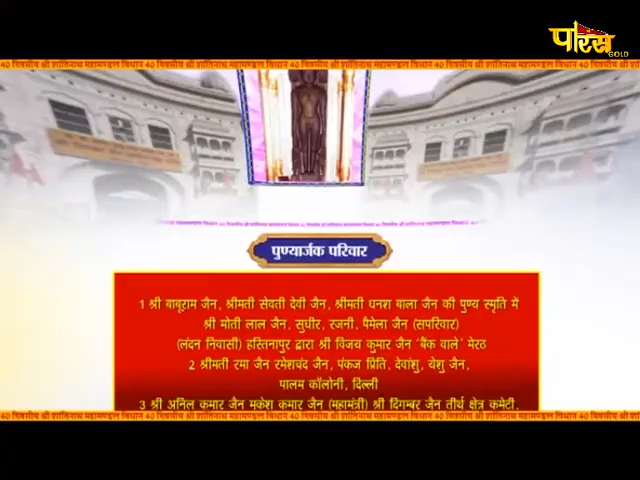 पारस
GOLD
40 दिवसीय श्री शांतिनाथ महामण्डल विधान 40 दिवसीय श्री शांतिनाथ महामण्डल विधान 40 दिवसीय श्री शांतिनाथ महामण्डल विधान
पुण्यार्जक परिवार
1 श्री बाबूराम जैन, श्रीमती सेवती देवी जैन, श्रीमती धनश बाला जैन की पुण्य स्मृति में
श्री मोती लाल जैन, सुधीर, रजनी, पैमेला जैन (सपरिवार)
(लंदन निवासी) हस्तिनापुर द्वारा श्री विजय कुमार जैन 'बैंक वाले' मेरठ
2 श्रीमती रमा जैन रमेशचंद जैन, पंकज प्रिति, देवांशु, येशु जैन,
पालम कॉलोनी, दिल्ली
3 श्री अनिल कुमार जैन मुकेश कुमार जैन (महामंत्री) श्री दिगम्बर जैन तीर्थ क्षेत्र कमेटी,
40 दिवसीय श्री शांतिनाथ महामण्डल विधान 40 दिवसीय श्री शांतिनाथ महामण्डल विधान 40 दिवसीय श्री शांतिनाथ महामण्डल विधान